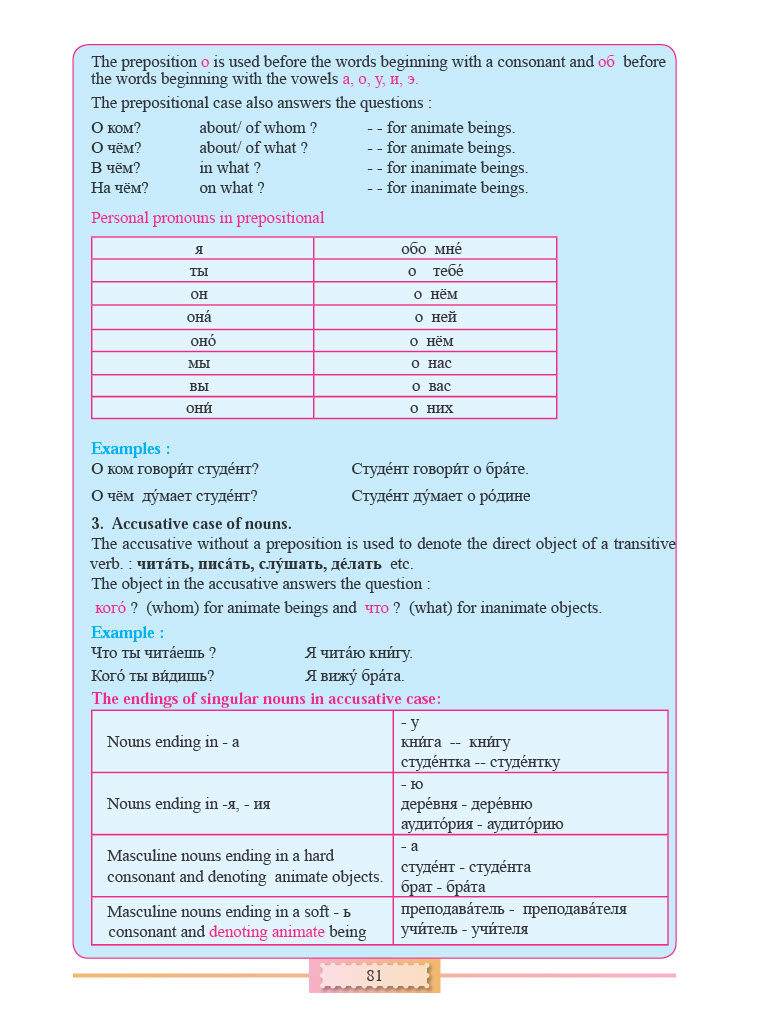 The preposition о is used before the words beginning with a consonant and об before
the words beginning with the vowels а, о, у, и, э.
The prepositional case also answers the questions :
О ком? about/ of whom ? - - for animate beings.
О чём? about/ of what ? - - for animate beings.
В чём? in what ? - - for inanimate beings.
На чём? on what ? - - for inanimate beings.
Personal pronouns in prepositional
я обо мне́
ты о тебе́
он о нём
она́ о ней
оно́ о нём
мы о нас
вы о вас
они́ о них
Examples :
О ком говори́т студе́нт? Студе́нт говори́т о бра́те.
О чём ду́мает студе́нт? Студе́нт ду́мает о ро́дине
3. Accusative case of nouns.
The accusative without a preposition is used to denote the direct object of a transitive
verb. : чита́ть, писа́ть, слу́шать, де́лать etc.
The object in the accusative answers the question :
кого́ ? (whom) for animate beings and что ? (what) for inanimate objects.
Example :
Что ты чита́ешь ? Я чита́ю кни́гу.
Кого́ ты ви́дишь? Я вижу́ бра́та.
The endings of singular nouns in accusative case:
Nouns ending in - а
- у
кни́га -- кни́гу
студе́нтка -- студе́нтку
Nouns ending in -я, - ия
- ю
дере́вня - дере́вню
аудито́рия - аудито́рию
Masculine nouns ending in a hard
consonant and denoting animate objects.
- а
студе́нт - студе́нта
брат - бра́та
Masculine nouns ending in a soft - ь
consonant and denoting animate being
преподава́тель - преподава́теля
учи́тель - учи́теля
81